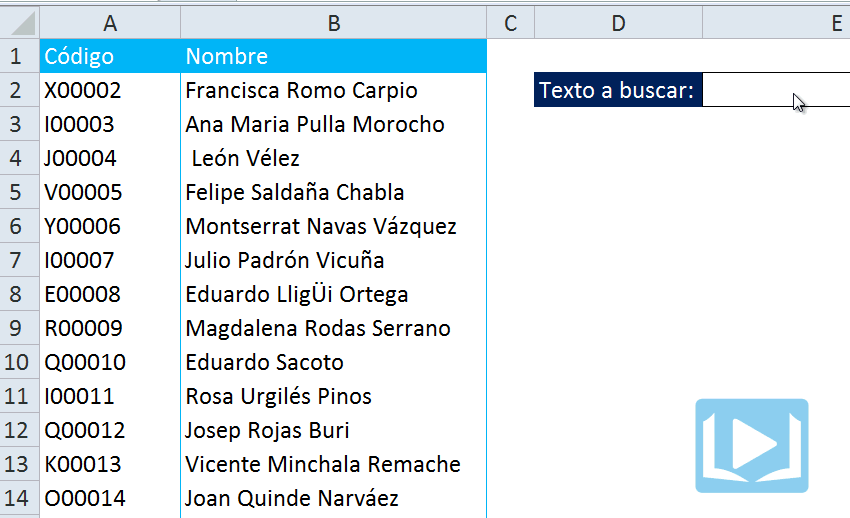 A B C D E
1 Código Nombre
2 X00002 Francisca Romo Carpio Texto a buscar:
3 I00003 Ana Maria Pulla Morocho
4 J00004 León Vélez
5 V00005 Felipe Saldaña Chabla
6 Y00006 Montserrat Navas Vázquez
7 I00007 Julio Padrón Vicuña
8 E00008 Eduardo LligÜi Ortega
9 R00009 Magdalena Rodas Serrano
10 Q00010 Eduardo Sacoto
11 I00011 Rosa Urgilés Pinos
12 Q00012 Josep Rojas Buri
13 K00013 Vicente Minchala Remache
14 O00014 Joan Quinde Narváez